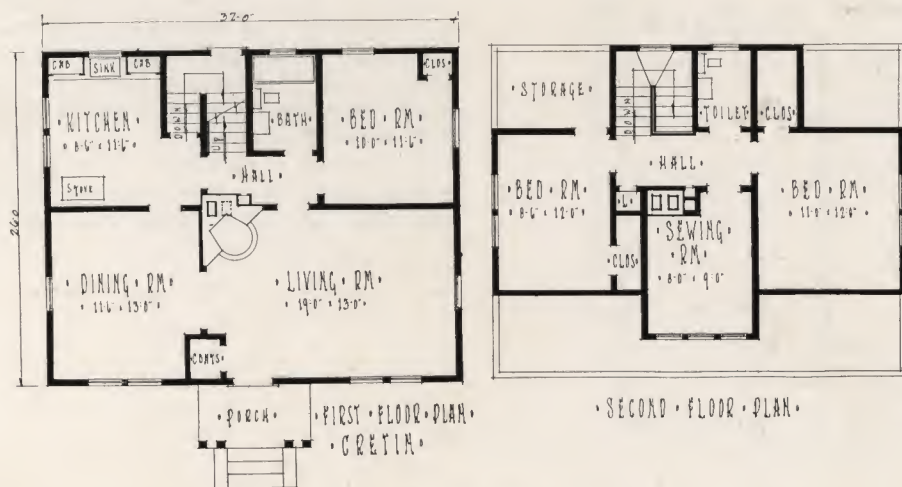 32-0"
26-0
CAB
SINK
CAB
CLOS
KITCHEN
8-6" x 11-6"
DOWN
UP
BATH
BED RM
10-0" x 11-6"
STOVE
HALL
DINING RM
11-6" x 13-0"
LIVING RM
19-0" x 13-0"
COATS
PORCH
FIRST FLOOR PLAN
CRETIN
STORAGE
DOWN
TOILET
CLOS
HALL
BED RM
8-6" x 12-0"
L
CLOS
SEWING
RM
8-0" x 9-0"
BED RM
11-0" x 12-0"
SECOND FLOOR PLAN